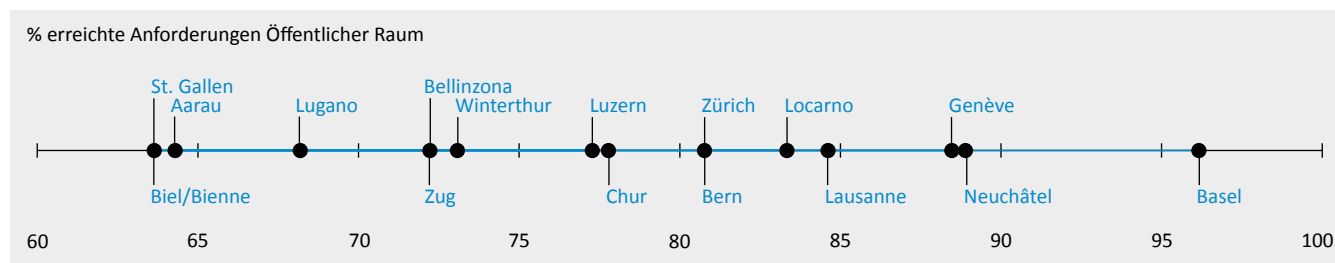 % erreichte Anforderungen Öffentlicher Raum
St. Gallen
Bellinzona
Aarau
Lugano
Winterthur
Luzern
Zürich
Locarno
Genève
Biel/Bienne
Zug
Chur
Bern
Lausanne
Neuchâtel
Basel
60 65 70 75 80 85 90 95 100